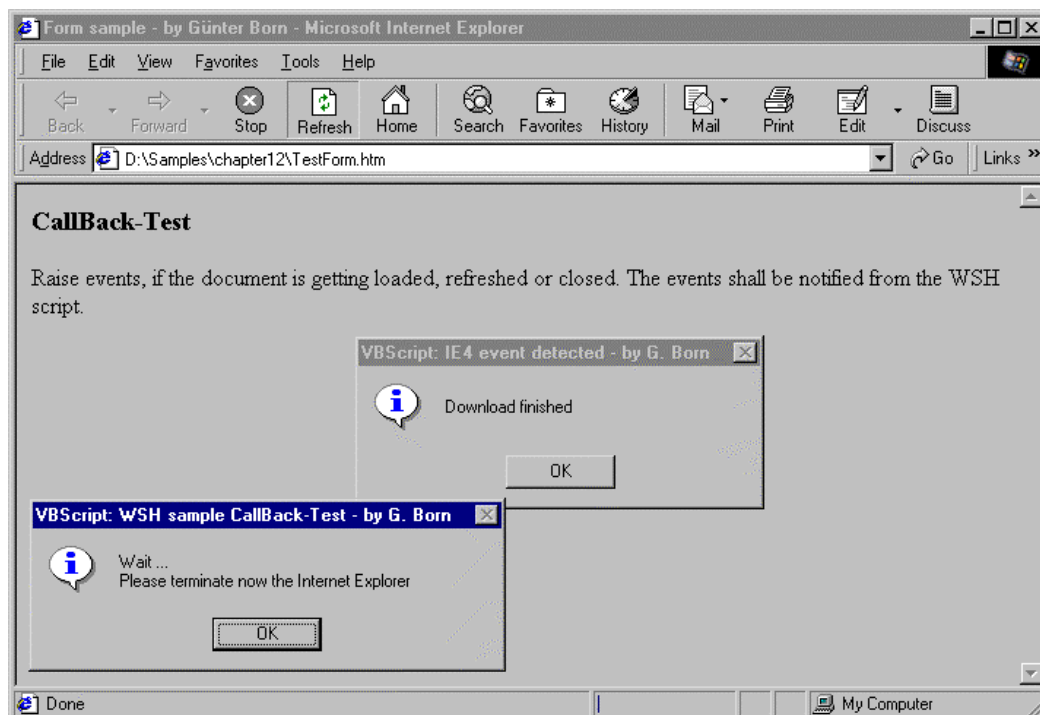 Form sample - by Günter Born - Microsoft Internet Explorer
File Edit View Favorites Tools Help
Back Forward Stop Refresh Home Search Favorites History Mail Print Edit Discuss
Address D:\Samples\chapter12\TestForm.htm Go Links »
CallBack-Test
Raise events, if the document is getting loaded, refreshed or closed. The events shall be notified from the WSH
script.
VBScript: IE4 event detected - by G. Born
Download finished
OK
VBScript: WSH sample CallBack-Test - by G. Born
Wait ...
Please terminate now the Internet Explorer
OK
Done My Computer